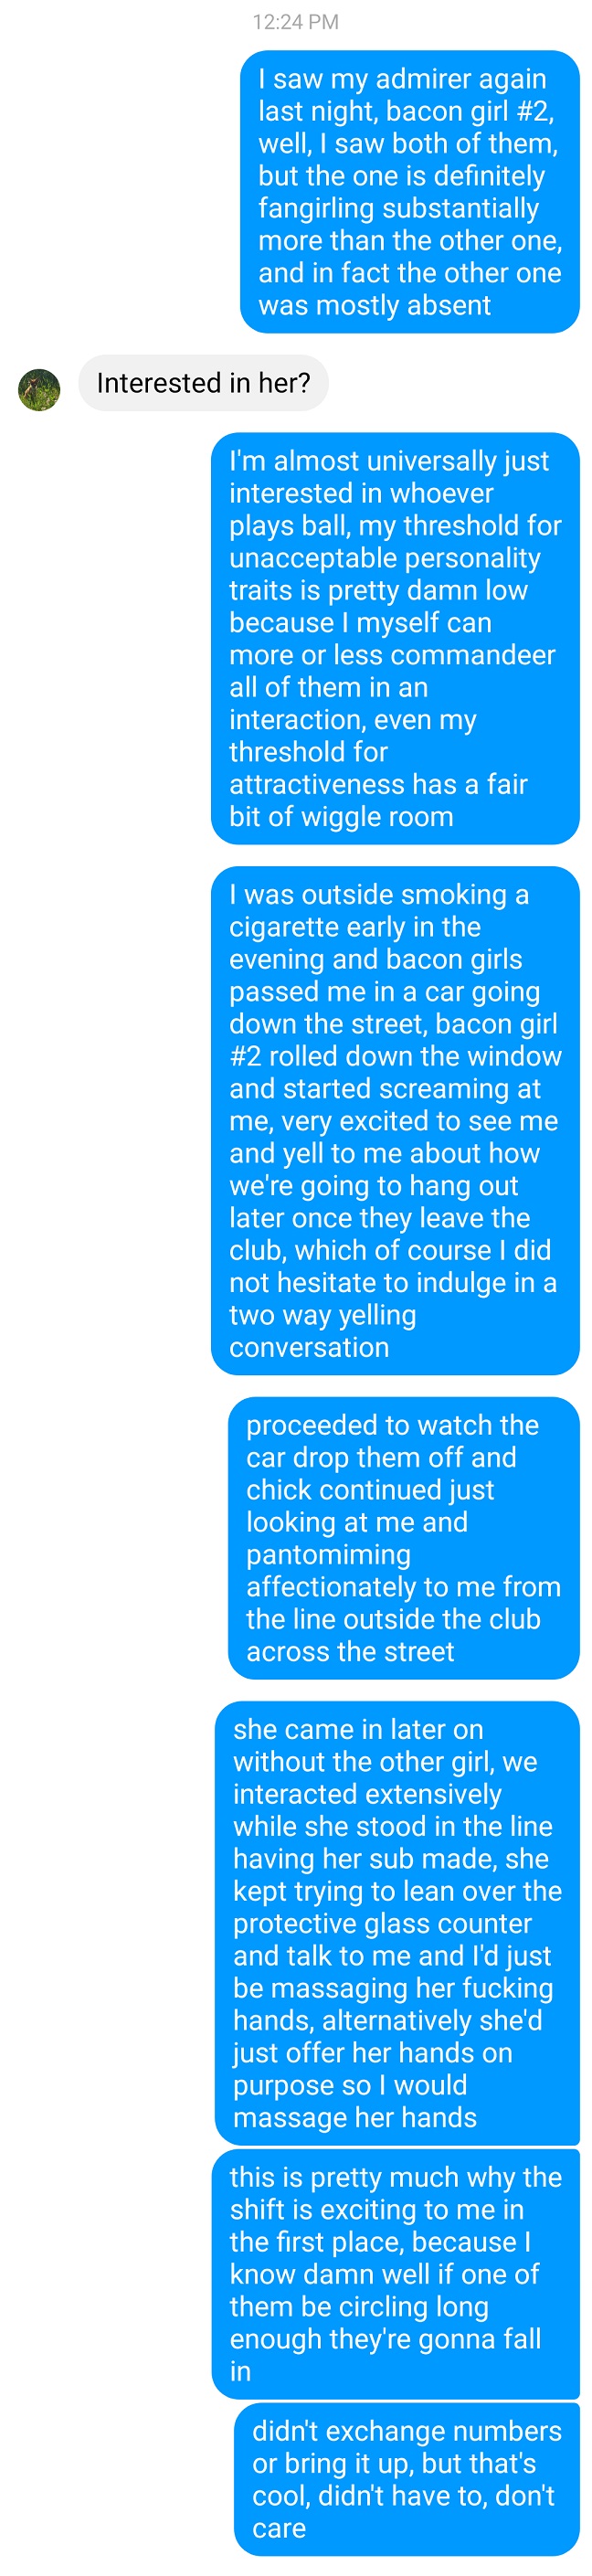 12:24 PM
I saw my admirer again
last night, bacon girl #2,
well, I saw both of them,
but the one is definitely
fangirling substantially
more than the other one,
and in fact the other one
was mostly absent
Interested in her?
I'm almost universally just
interested in whoever
plays ball, my threshold for
unacceptable personality
traits is pretty damn low
because I myself can
more or less commandeer
all of them in an
interaction, even my
threshold for
attractiveness has a fair
bit of wiggle room
I was outside smoking a
cigarette early in the
evening and bacon girls
passed me in a car going
down the street, bacon girl
#2 rolled down the window
and started screaming at
me, very excited to see me
and yell to me about how
we're going to hang out
later once they leave the
club, which of course I did
not hesitate to indulge in a
two way yelling
conversation
proceeded to watch the
car drop them off and
chick continued just
looking at me and
pantomiming
affectionately to me from
the line outside the club
across the street
she came in later on
without the other girl, we
interacted extensively
while she stood in the line
having her sub made, she
kept trying to lean over the
protective glass counter
and talk to me and I'd just
be massaging her fucking
hands, alternatively she'd
just offer her hands on
purpose so I would
massage her hands
this is pretty much why the
shift is exciting to me in
the first place, because I
know damn well if one of
them be circling long
enough they're gonna fall
in
didn't exchange numbers
or bring it up, but that's
cool, didn't have to, don't
care